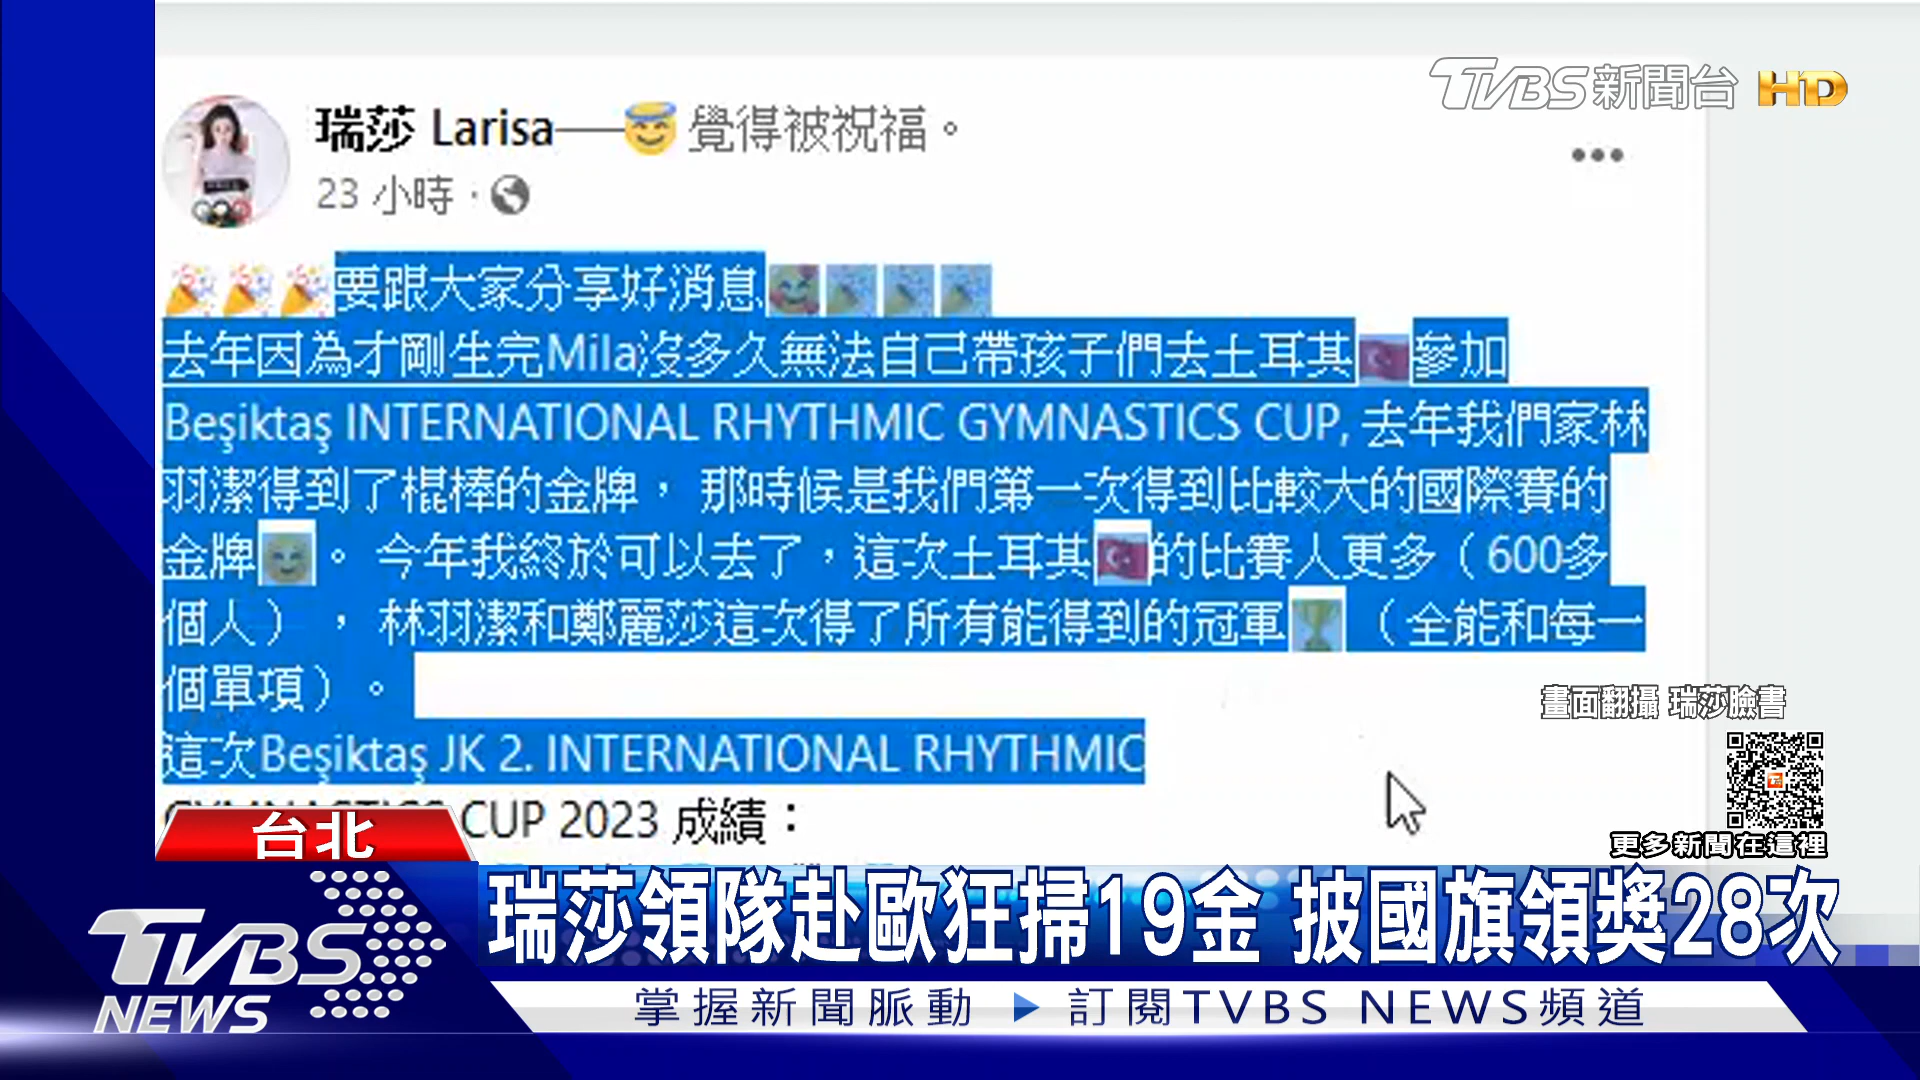 TVBS新聞台 HD
瑞莎 Larisa——😇 覺得被祝福。
23 小時 ·
🎉🎉🎉要跟大家分享好消息🥰🎉🎉🎉
去年因為才剛生完Mila沒多久無法自己帶孩子們去土耳其🇹🇷參加
Beşiktaş INTERNATIONAL RHYTHMIC GYMNASTICS CUP, 去年我們家林
羽潔得到了棍棒的金牌， 那時候是我們第一次得到比較大的國際賽的
金牌。 今年我終於可以去了，這次土耳其🇹🇷的比賽人更多（600多
個人）， 林羽潔和鄭麗莎這次得了所有能得到的冠軍🏆（全能和每一
個單項）。
這次Beşiktaş JK 2. INTERNATIONAL RHYTHMIC
GYMNASTICS CUP 2023 成績：
畫面翻攝 瑞莎臉書
更多新聞在這裡
台北
瑞莎領隊赴歐狂掃19金 披國旗領獎28次
TVBS NEWS
掌握新聞脈動 ▶ 訂閱TVBS NEWS頻道